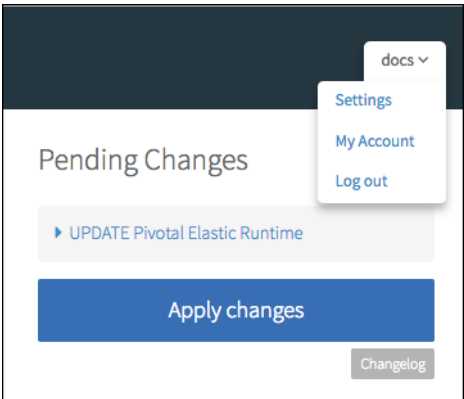 docs
Settings
My Account
Log out
Pending Changes
UPDATE Pivotal Elastic Runtime
Apply changes
Changelog